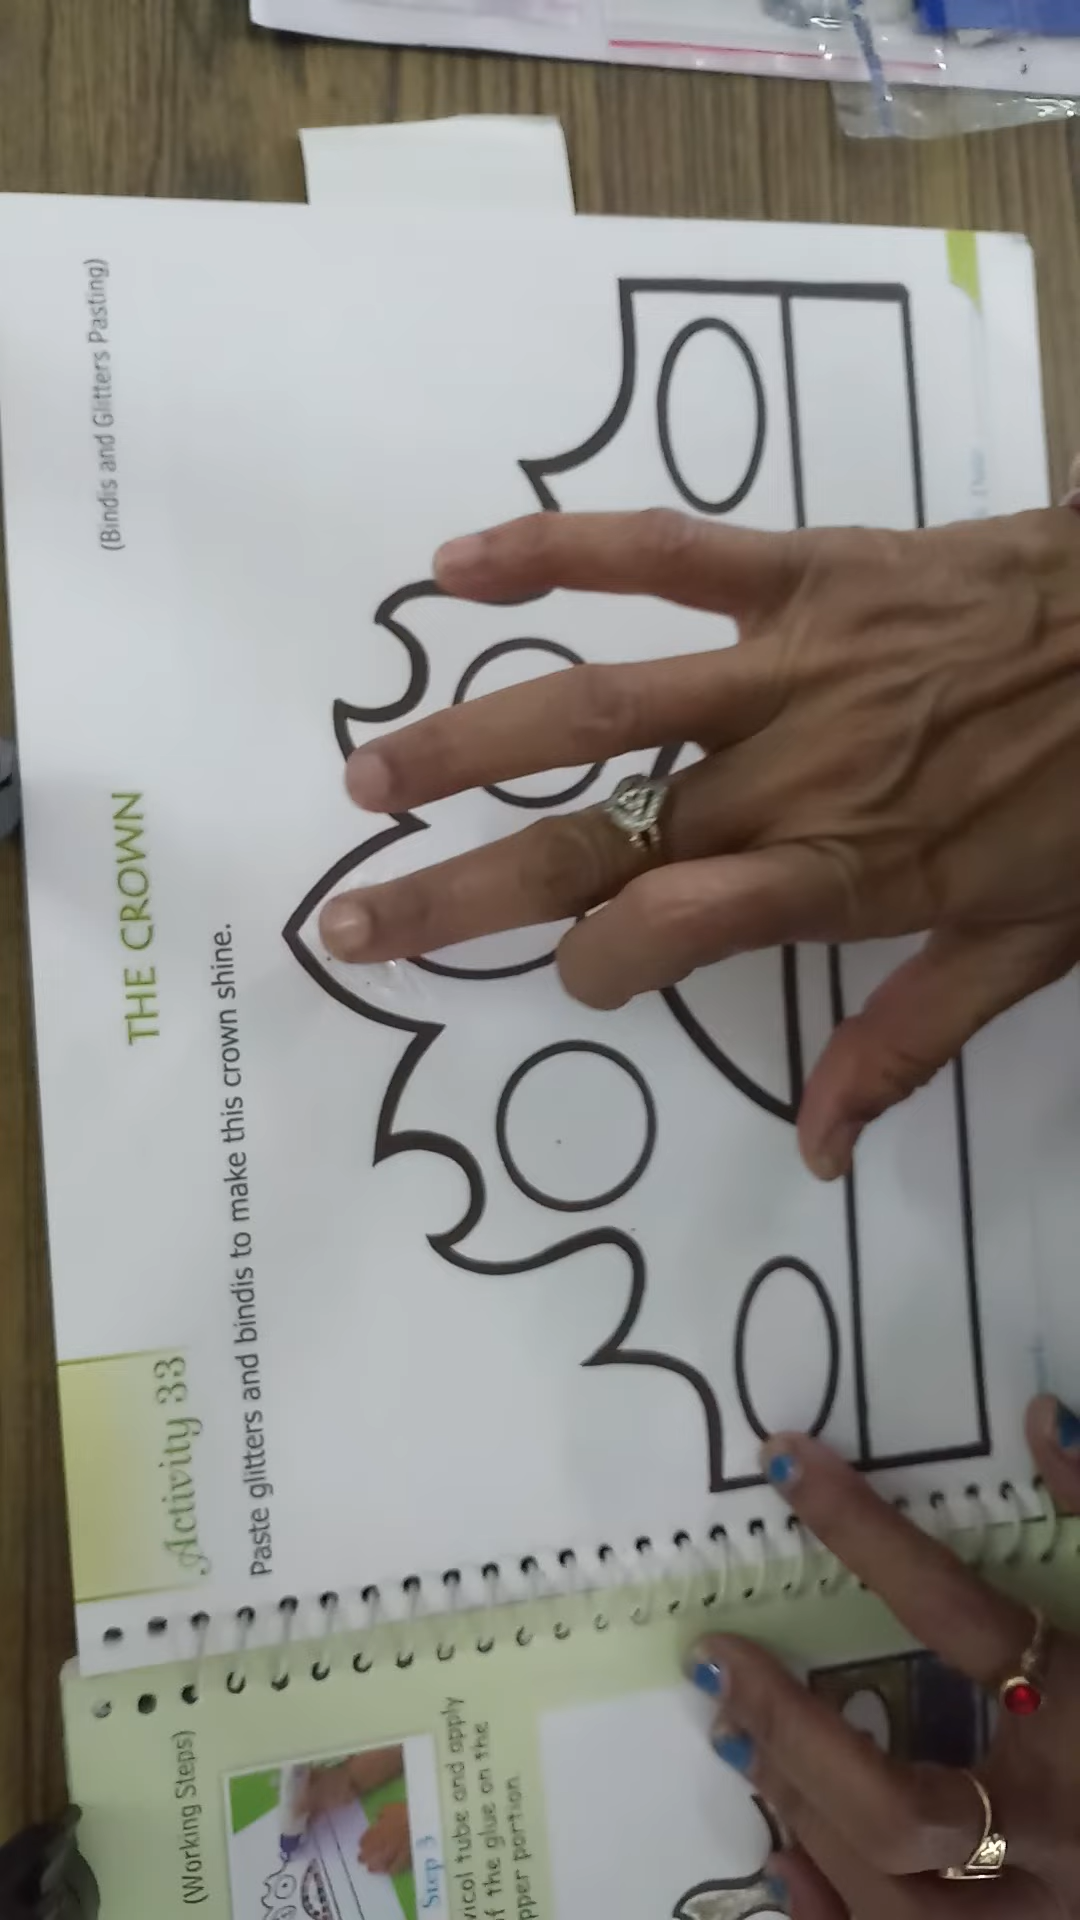 Activity 33
THE CROWN
(Bindis and Glitters Pasting)
Paste glitters and bindis to make this crown shine.
(Working Steps)
Step 3
vicol tube and apply
f the glue on the
pper portion